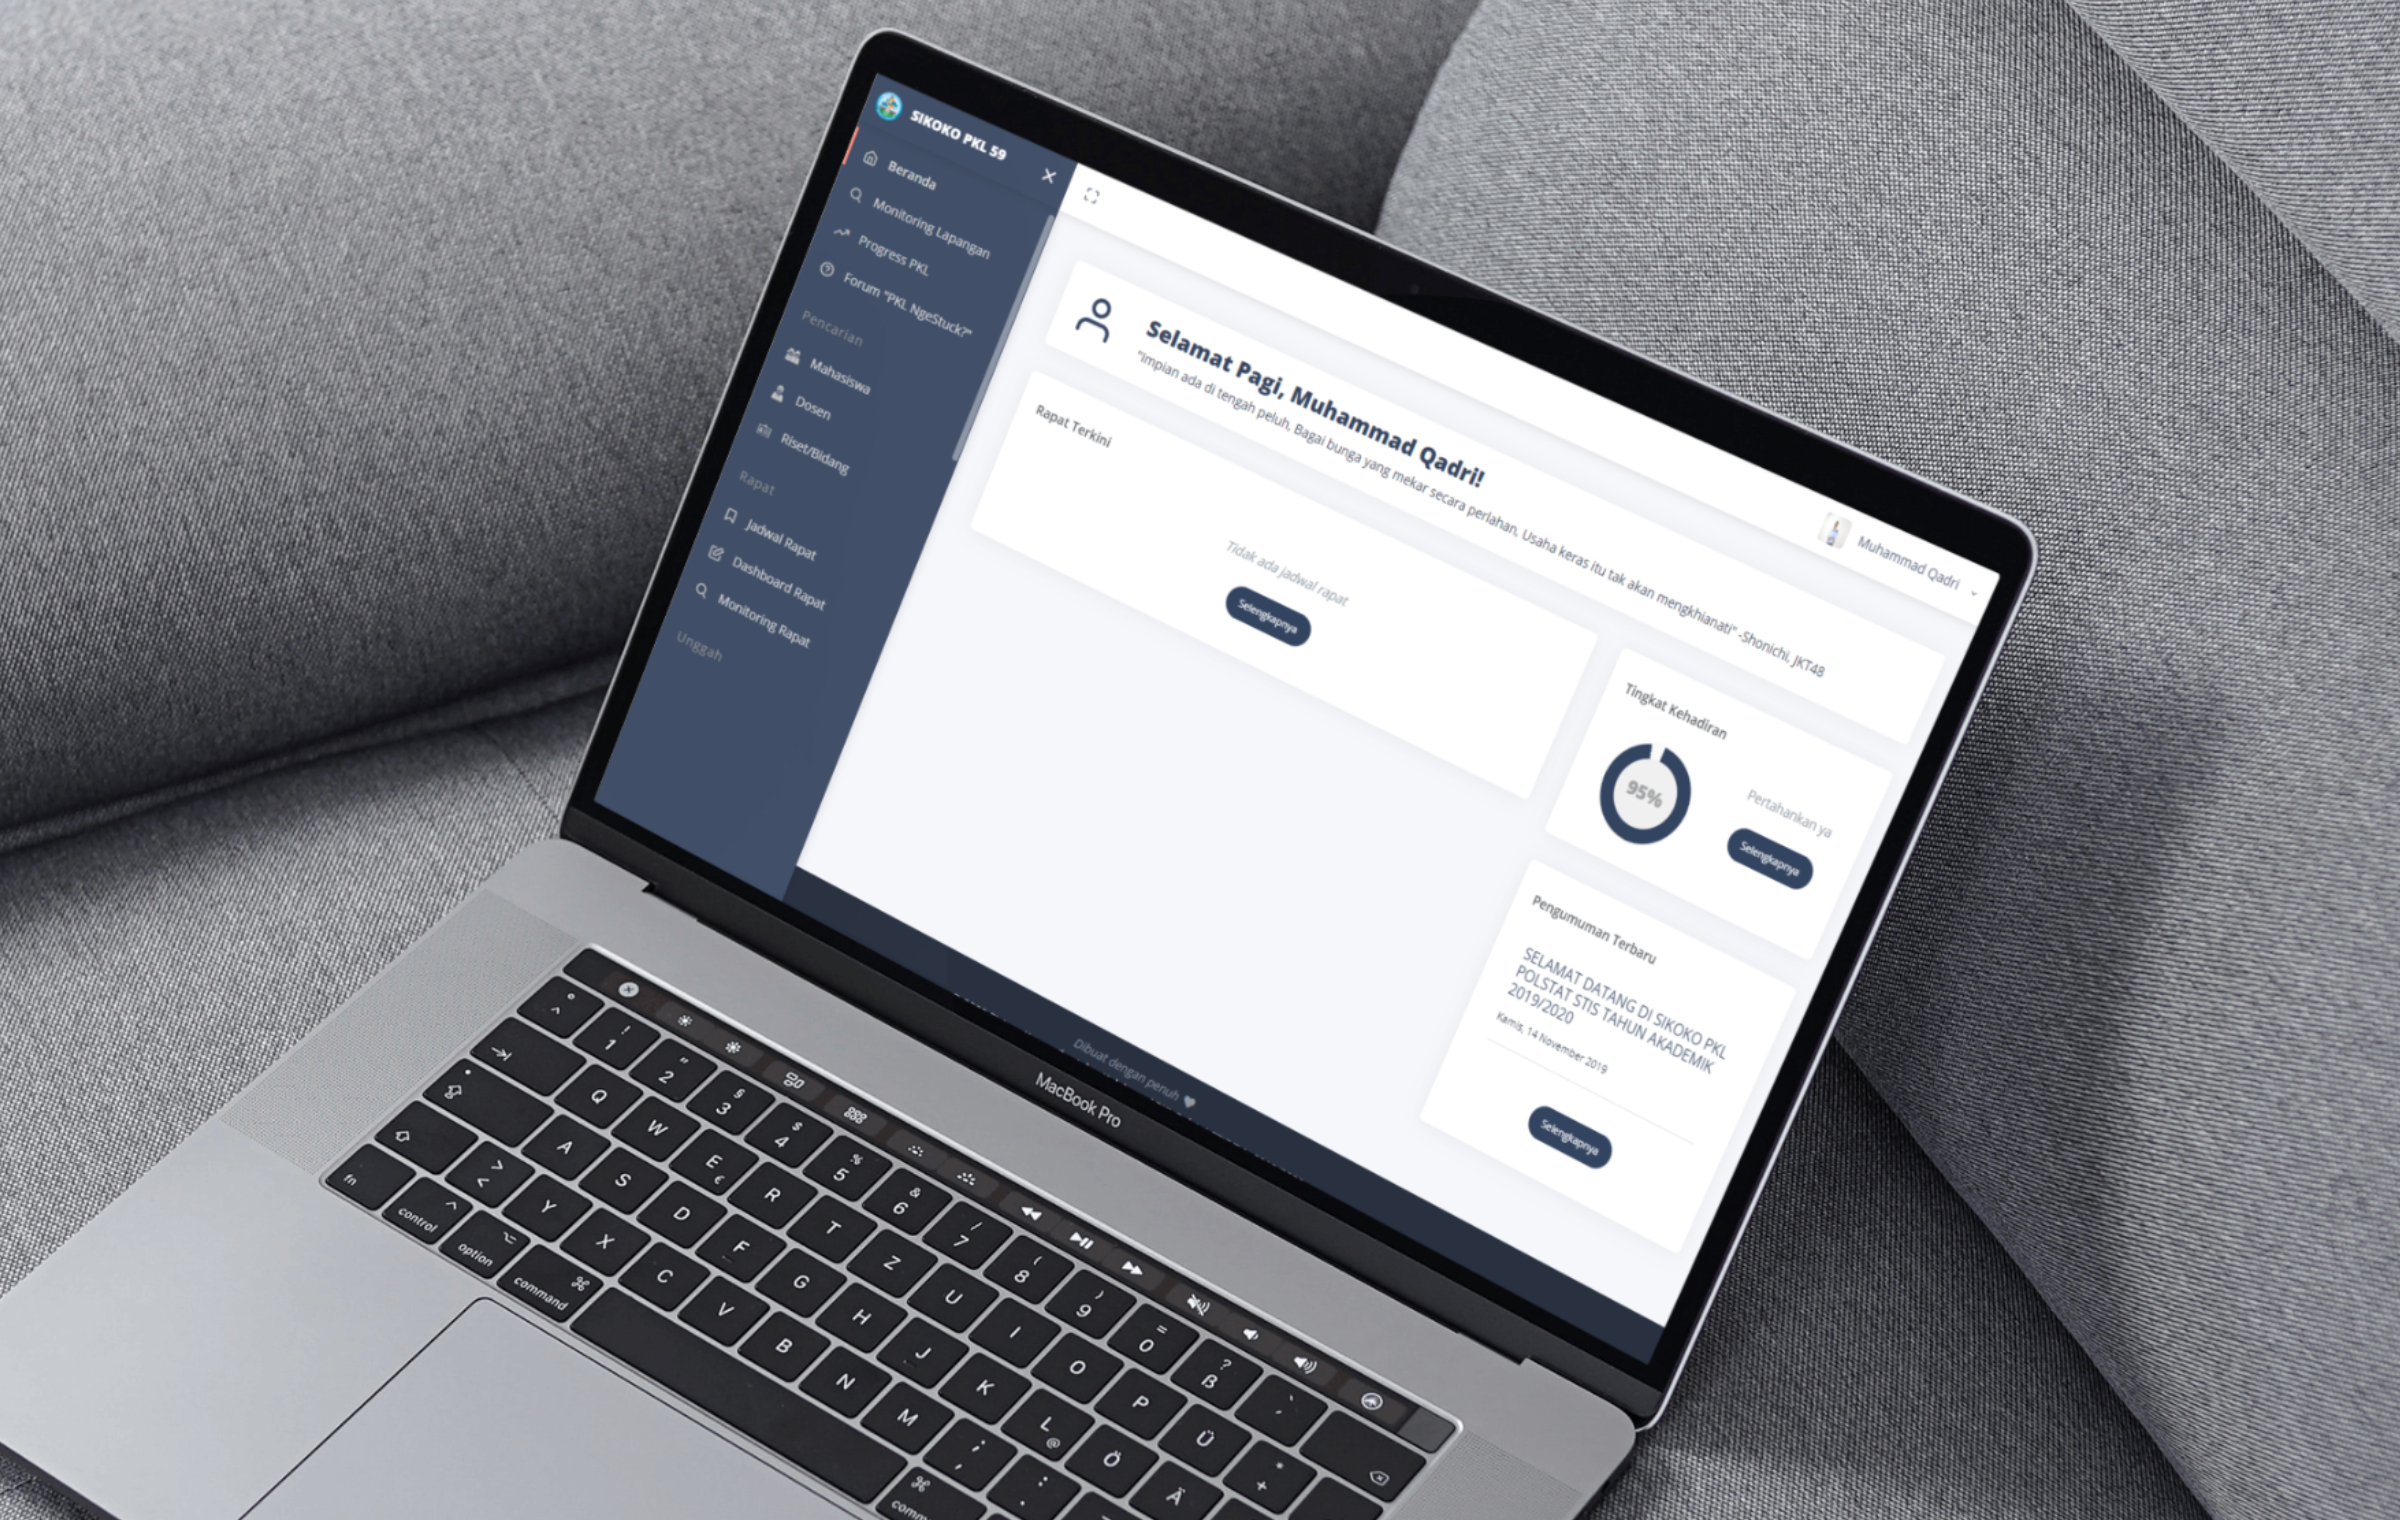 SIKOKO PKL 59
Beranda
Monitoring Lapangan
Progress PKL
Forum "PKL NgeStuck?"
Pencarian
Mahasiswa
Dosen
Riset/Bidang
Rapat
Jadwal Rapat
Dashboard Rapat
Monitoring Rapat
Unggah
Muhammad Qadri
Selamat Pagi, Muhammad Qadri!
"Impian ada di tengah peluh, Bagai bunga yang mekar secara perlahan, Usaha keras itu tak akan mengkhianati" -Shonichi, JKT48
Rapat Terkini
Tidak ada jadwal rapat
Selengkapnya
Tingkat Kehadiran
95%
Pertahankan ya
Selengkapnya
Pengumuman Terbaru
SELAMAT DATANG DI SIKOKO PKL
POLSTAT STIS TAHUN AKADEMIK
2019/2020
Kamis, 14 November 2019
Selengkapnya
Dibuat dengan penuh
MacBook Pro
^ ° ! 1 " 2 § 3 $ 4 % 5 & 6 / 7 ( 8 ) 9 = 0 ? ß `
Q W E € R T Z U I O P Ü * +
A S D F G H J K L @ Ö Ä
> < Y X C V B N M ; , : .
fn control option command